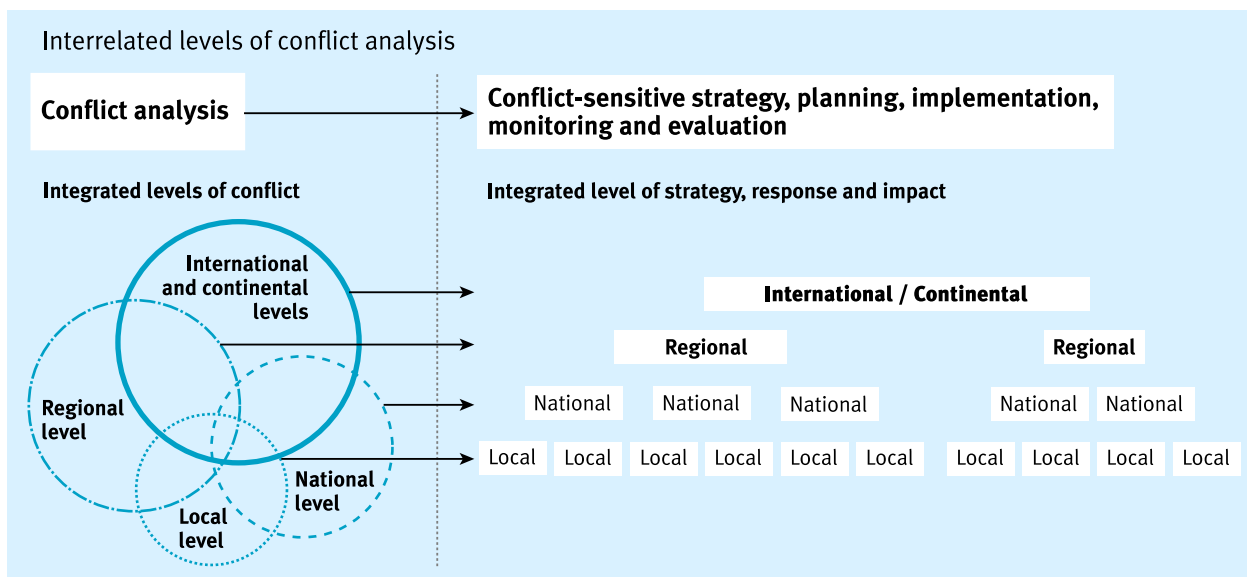 Interrelated levels of conflict analysis
Conflict analysis
Conflict-sensitive strategy, planning, implementation,
monitoring and evaluation
Integrated levels of conflict
Integrated level of strategy, response and impact
International
and continental
levels
Regional
level
National
level
Local
level
International / Continental
Regional
Regional
National
National
National
National
National
Local
Local
Local
Local
Local
Local
Local
Local
Local
Local